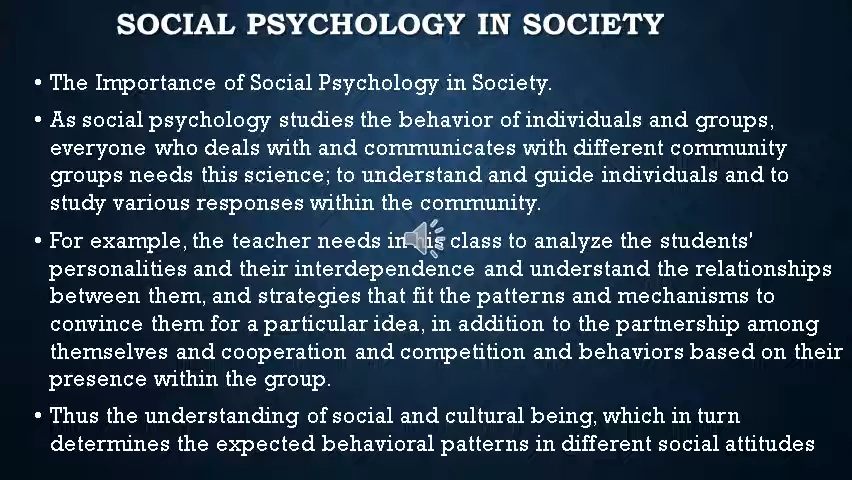 SOCIAL PSYCHOLOGY IN SOCIETY
• The Importance of Social Psychology in Society.
• As social psychology studies the behavior of individuals and groups,
everyone who deals with and communicates with different community
groups needs this science; to understand and guide individuals and to
study various responses within the community.
• For example, the teacher needs in class to analyze the students'
personalities and their interdependence and understand the relationships
between them, and strategies that fit the patterns and mechanisms to
convince them for a particular idea, in addition to the partnership among
themselves and cooperation and competition and behaviors based on their
presence within the group.
• Thus the understanding of social and cultural being, which in turn
determines the expected behavioral patterns in different social attitudes